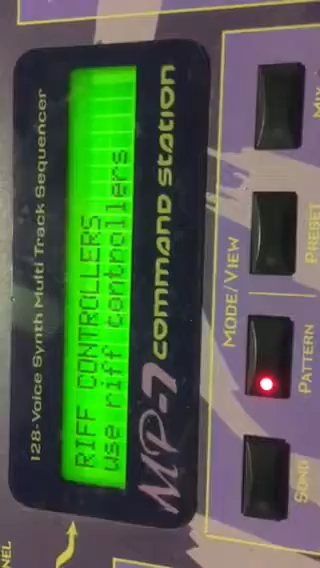 128-Voice Synth Multi Track Sequencer
RIFF CONTROLLERS
use riff controllers
MP-7 command station
MODE/VIEW
SONG
PATTERN
PRESET
MIX
NEL